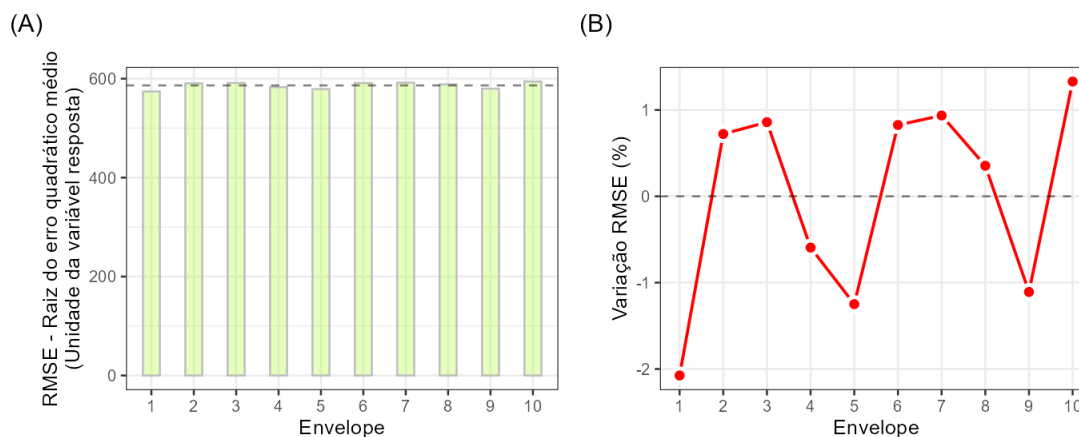 (A)
RMSE - Raiz do erro quadrático médio
(Unidade da variável resposta)
600
400
200
0
1 2 3 4 5 6 7 8 9 10
Envelope
(B)
Variação RMSE (%)
1
0
-1
-2
1 2 3 4 5 6 7 8 9 10
Envelope